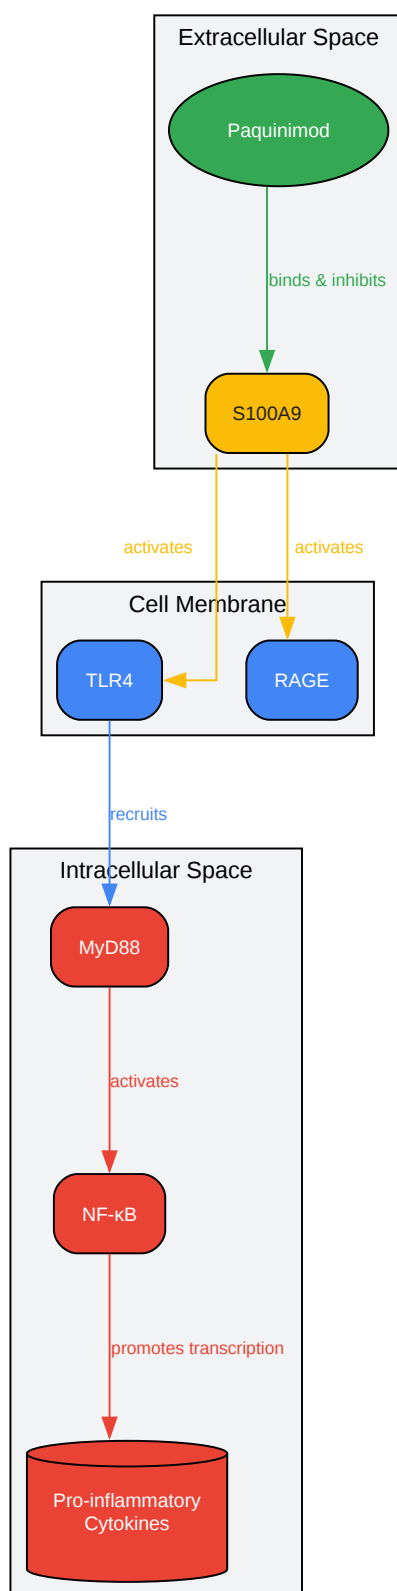 Extracellular Space
Paquinimod
binds & inhibits
S100A9
activates
activates
Cell Membrane
TLR4
RAGE
recruits
Intracellular Space
MyD88
activates
NF-κB
promotes transcription
Pro-inflammatory
Cytokines